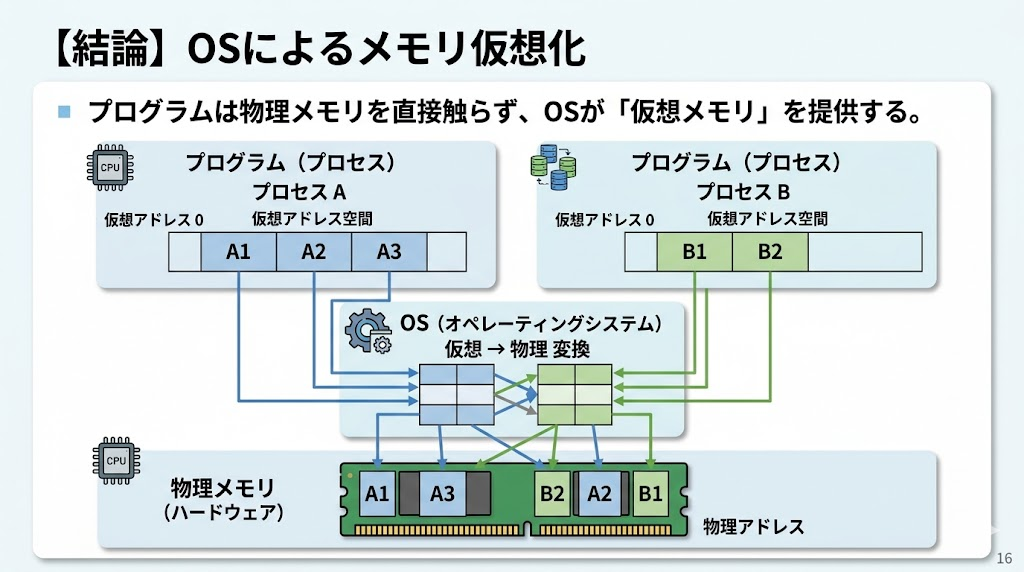 【結論】OSによるメモリ仮想化
プログラムは物理メモリを直接触らず、OSが「仮想メモリ」を提供する。
CPU
プログラム（プロセス）
プロセス A
仮想アドレス 0
仮想アドレス空間
A1
A2
A3
プログラム（プロセス）
プロセス B
仮想アドレス 0
仮想アドレス空間
B1
B2
OS（オペレーティングシステム）
仮想 → 物理 変換
CPU
物理メモリ
（ハードウェア）
A1
A3
B2
A2
B1
物理アドレス
16